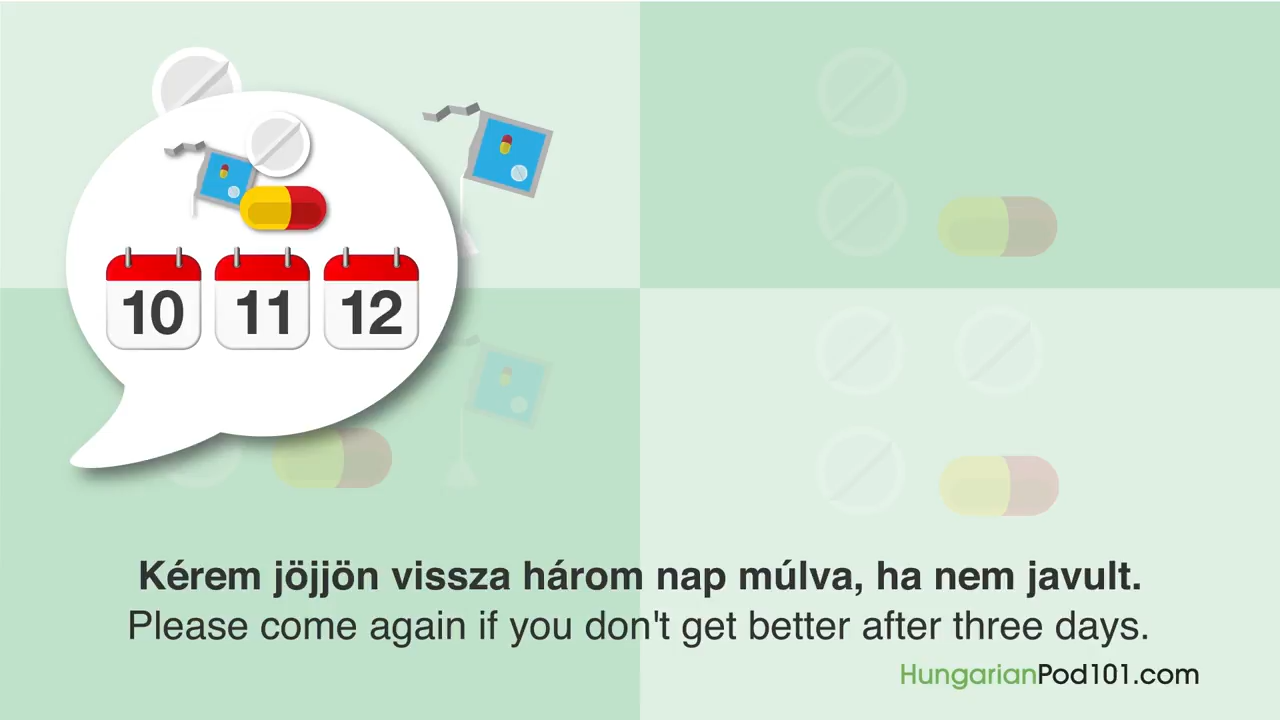 10 11 12
Kérem jöjjön vissza három nap múlva, ha nem javult.
Please come again if you don't get better after three days.
HungarianPod101.com